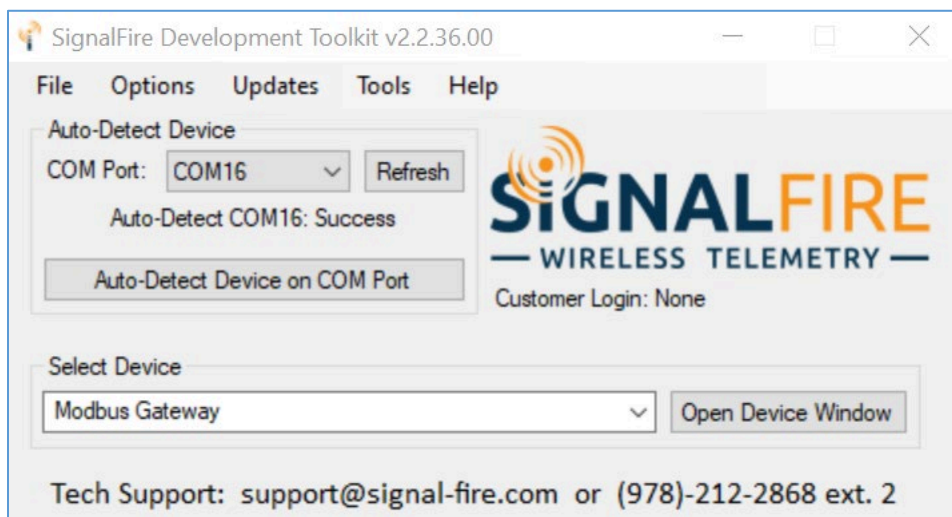 SignalFire Development Toolkit v2.2.36.00
File Options Updates Tools Help
Auto-Detect Device
COM Port: COM16 Refresh
Auto-Detect COM16: Success
Auto-Detect Device on COM Port
SIGNALFIRE
WIRELESS TELEMETRY
Customer Login: None
Select Device
Modbus Gateway Open Device Window
Tech Support: support@signal-fire.com or (978)-212-2868 ext. 2